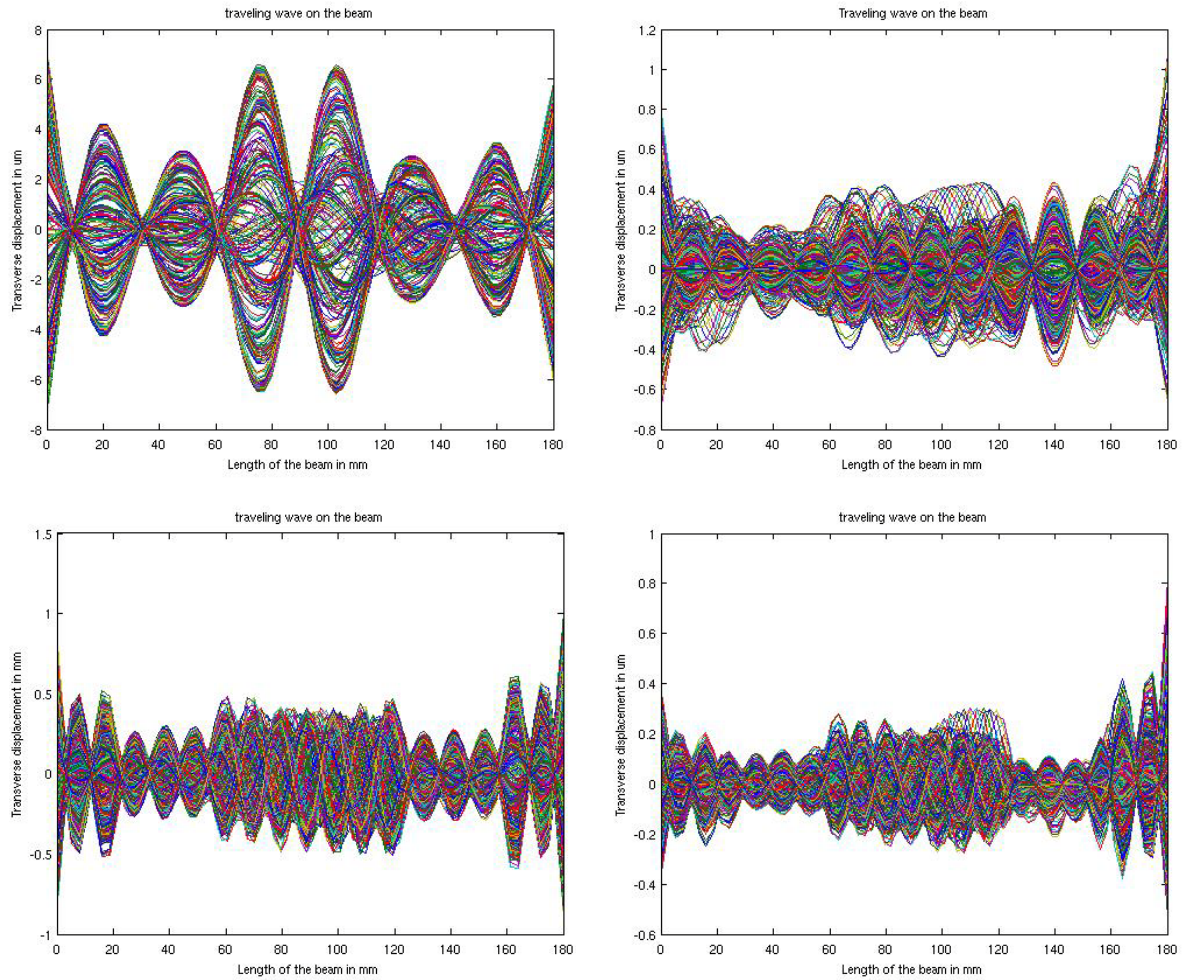 traveling wave on the beam
8
6
4
2
0
-2
-4
-6
-8
Transverse displacement in um
0 20 40 60 80 100 120 140 160 180
Length of the beam in mm
Traveling wave on the beam
1.2
1
0.8
0.6
0.4
0.2
0
-0.2
-0.4
-0.6
-0.8
Transverse displacement in um
0 20 40 60 80 100 120 140 160 180
Length of the beam in mm
traveling wave on the beam
1.5
1
0.5
0
-0.5
-1
Transverse displacement in mm
0 20 40 60 80 100 120 140 160 180
Length of the beam in mm
traveling wave on the beam
1
0.8
0.6
0.4
0.2
0
-0.2
-0.4
-0.6
Transverse displacement in um
0 20 40 60 80 100 120 140 160 180
Length of the beam in mm